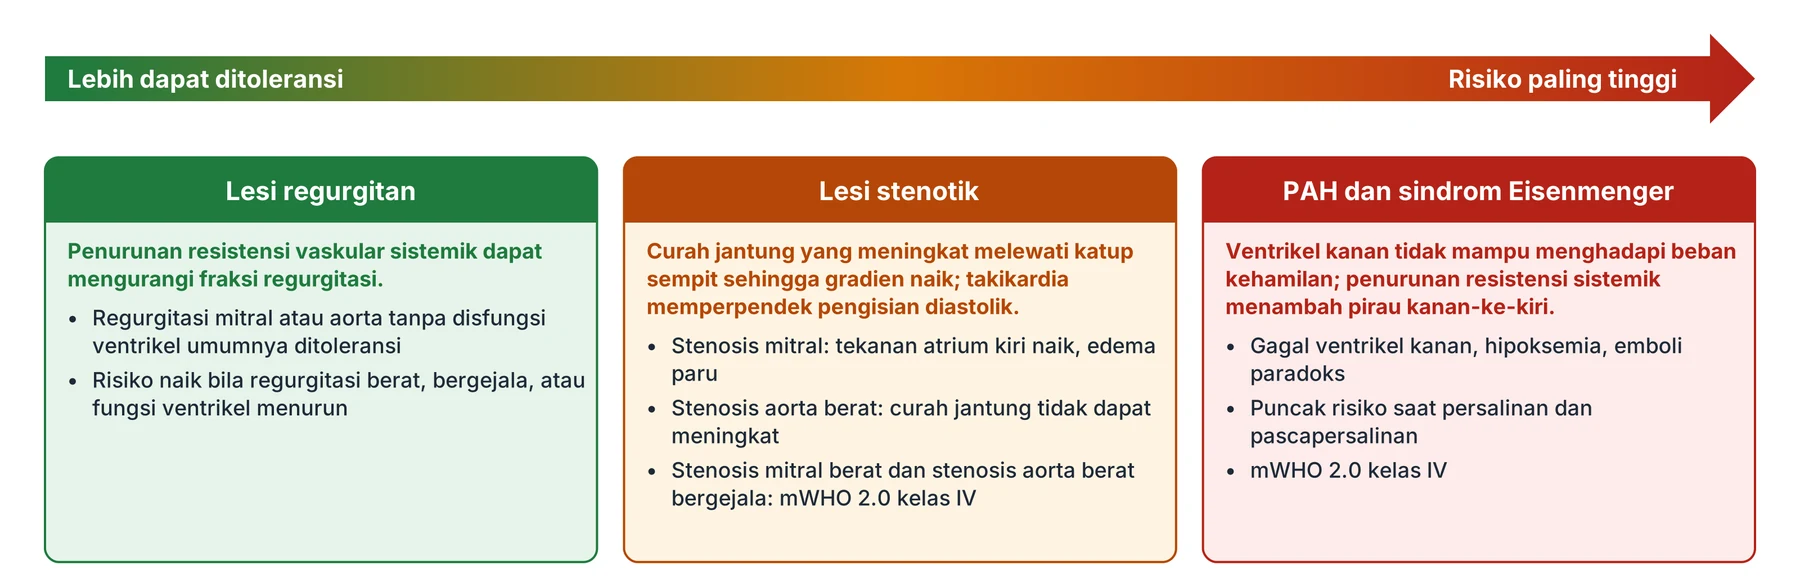 Lebih dapat ditoleransi
Risiko paling tinggi
Lesi regurgitan
Penurunan resistensi vaskular sistemik dapat
mengurangi fraksi regurgitasi.
• Regurgitasi mitral atau aorta tanpa disfungsi
ventrikel umumnya ditoleransi
• Risiko naik bila regurgitasi berat, bergejala, atau
fungsi ventrikel menurun
Lesi stenotik
Curah jantung yang meningkat melewati katup
sempit sehingga gradien naik; takikardia
memperpendek pengisian diastolik.
• Stenosis mitral: tekanan atrium kiri naik, edema
paru
• Stenosis aorta berat: curah jantung tidak dapat
meningkat
• Stenosis mitral berat dan stenosis aorta berat
bergejala: mWHO 2.0 kelas IV
PAH dan sindrom Eisenmenger
Ventrikel kanan tidak mampu menghadapi beban
kehamilan; penurunan resistensi sistemik
menambah pirau kanan-ke-kiri.
• Gagal ventrikel kanan, hipoksemia, emboli
paradoks
• Puncak risiko saat persalinan dan
pascapersalinan
• mWHO 2.0 kelas IV